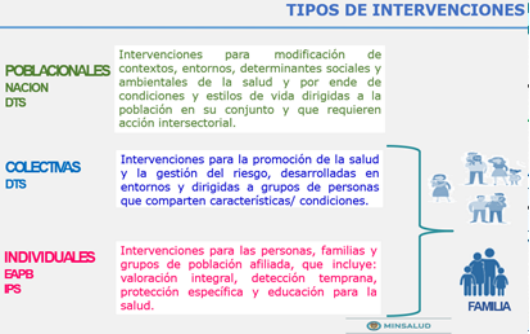 TIPOS DE INTERVENCIONES
POBLACIONALES
NACION
DTS
Intervenciones para modificación de
contextos, entornos, determinantes sociales y
ambientales de la salud y por ende de
condiciones y estilos de vida dirigidas a la
población en su conjunto y que requieren
acción intersectorial.
COLECTIVAS
DTS
Intervenciones para la promoción de la salud
y la gestión del riesgo, desarrolladas en
entornos y dirigidas a grupos de personas
que comparten características/ condiciones.
INDIVIDUALES
EAPB
IPS
Intervenciones para las personas, familias y
grupos de población afiliada, que incluye:
valoración integral, detección temprana,
protección específica y educación para la
salud.
FAMILIA
MINSALUD